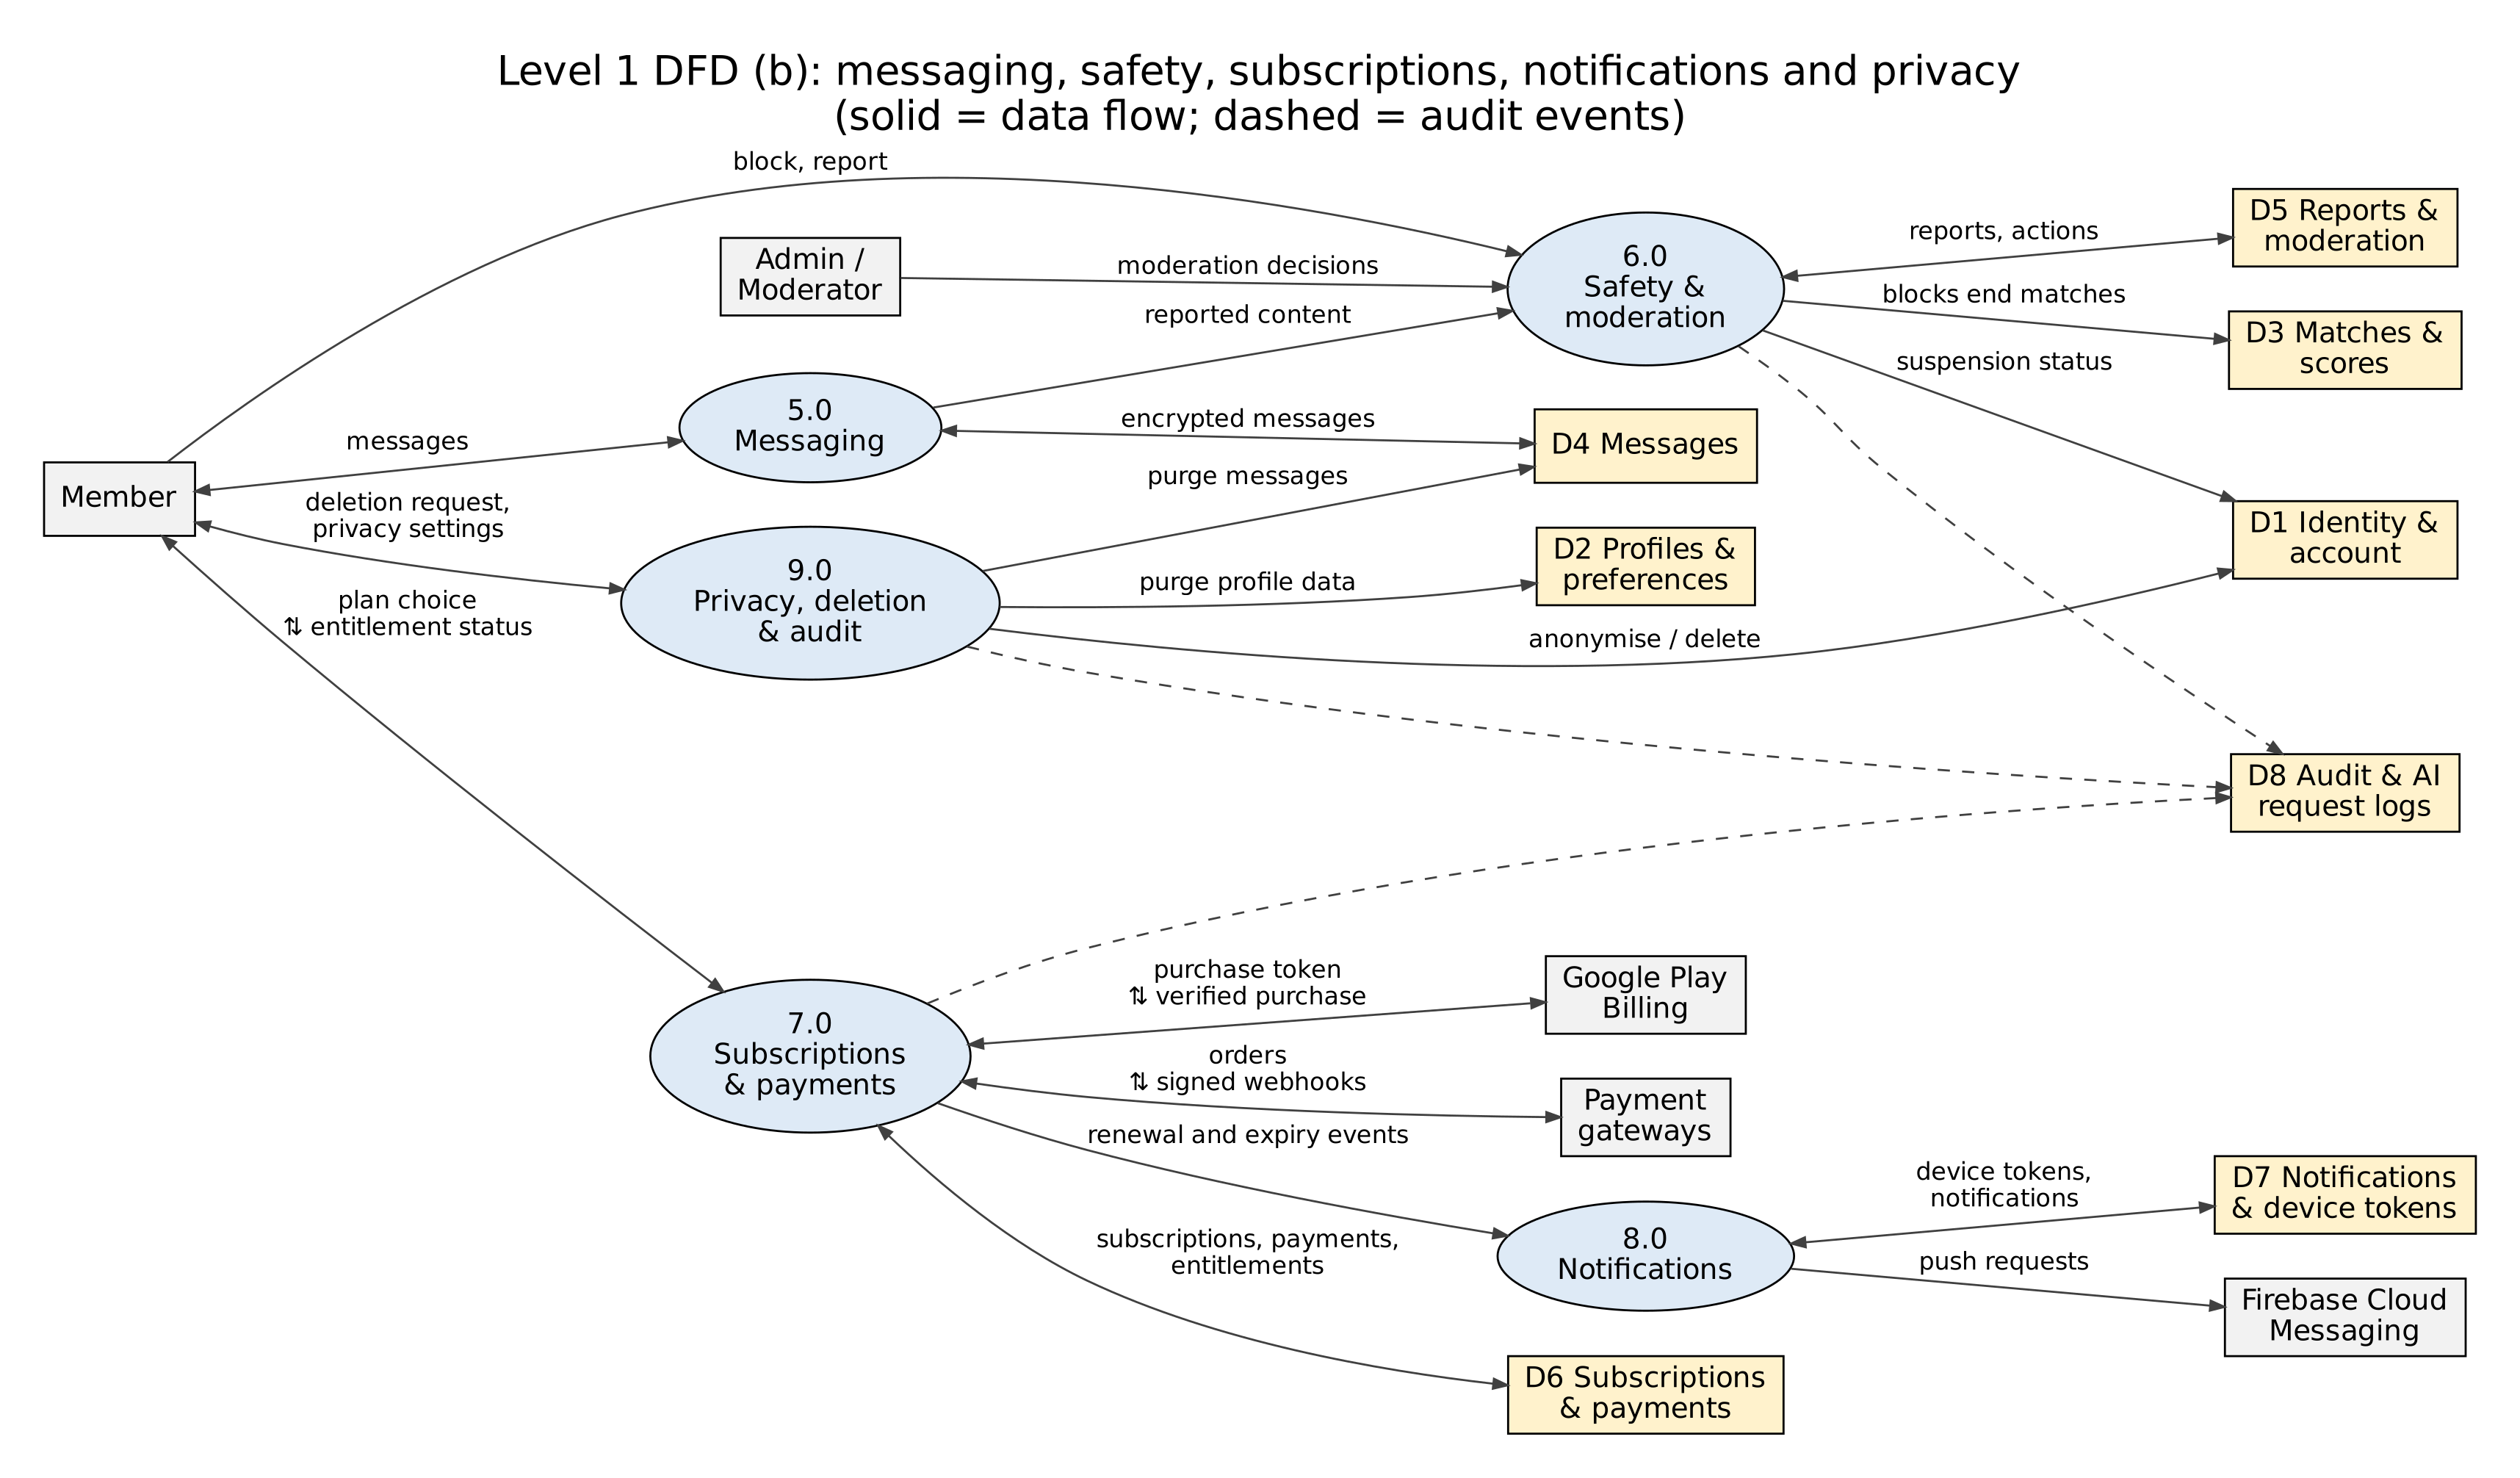 Level 1 DFD (b): messaging, safety, subscriptions, notifications and privacy
(solid = data flow; dashed = audit events)
block, report
Admin /
Moderator
moderation decisions
reported content
6.0
Safety &
moderation
reports, actions
D5 Reports &
moderation
blocks end matches
D3 Matches &
scores
suspension status
5.0
Messaging
messages
encrypted messages
D4 Messages
Member
deletion request,
privacy settings
purge messages
D2 Profiles &
preferences
D1 Identity &
account
9.0
Privacy, deletion
& audit
purge profile data
plan choice
⇅ entitlement status
anonymise / delete
D8 Audit & AI
request logs
7.0
Subscriptions
& payments
purchase token
⇅ verified purchase
Google Play
Billing
orders
⇅ signed webhooks
Payment
gateways
renewal and expiry events
8.0
Notifications
device tokens,
notifications
D7 Notifications
& device tokens
push requests
Firebase Cloud
Messaging
subscriptions, payments,
entitlements
D6 Subscriptions
& payments